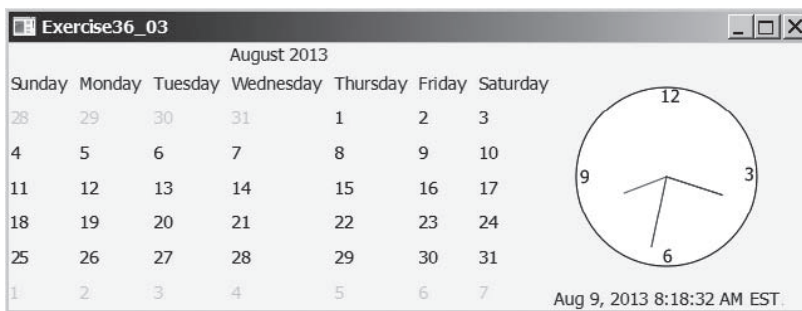 Exercise36_03
August 2013
Sunday Monday Tuesday Wednesday Thursday Friday Saturday
28 29 30 31 1 2 3
4 5 6 7 8 9 10
11 12 13 14 15 16 17
18 19 20 21 22 23 24
25 26 27 28 29 30 31
1 2 3 4 5 6 7
12
9 3
6
Aug 9, 2013 8:18:32 AM EST.